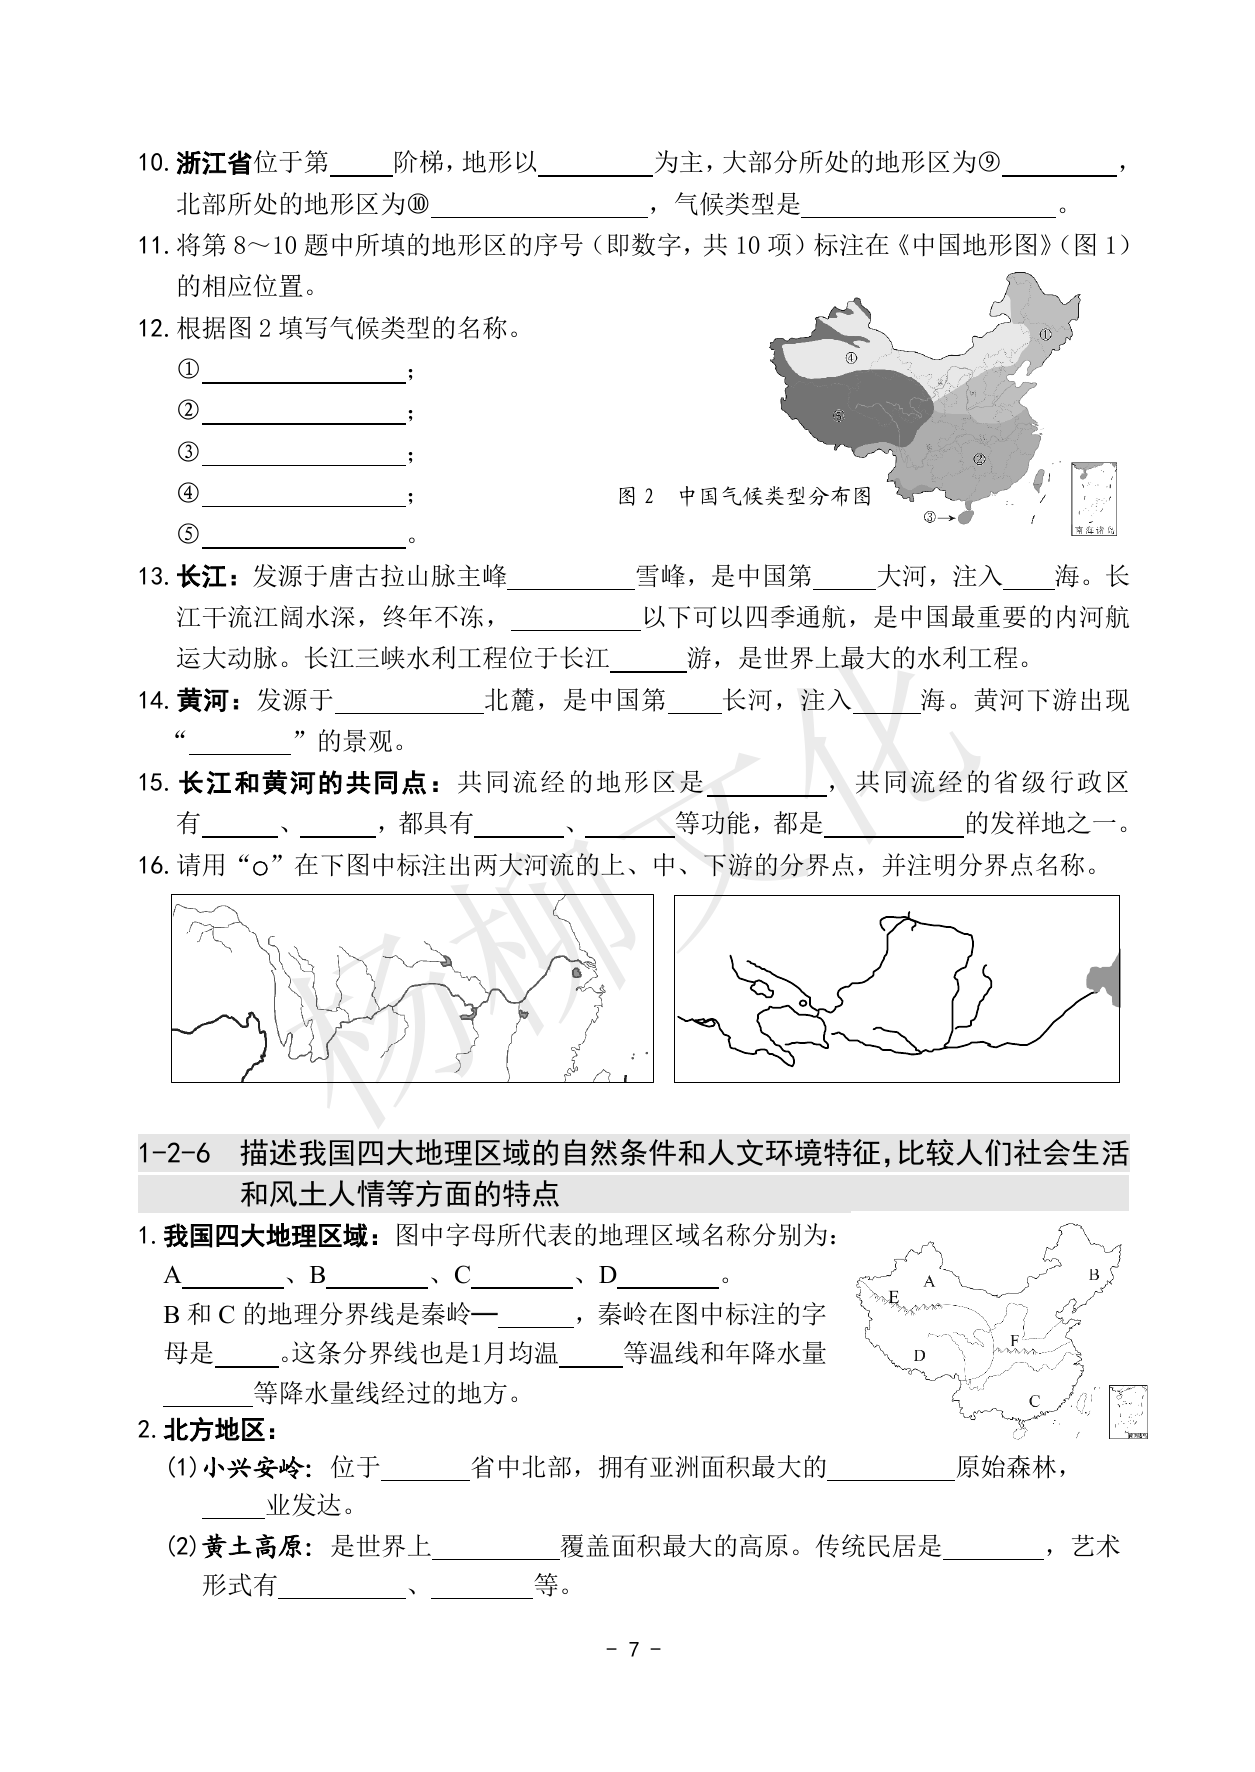 10.浙江省位于第_____阶梯,地形以_________为主,大部分所处的地形区为⑨_________,
北部所处的地形区为⑩_________________,气候类型是____________________。
11.将第8～10题中所填的地形区的序号(即数字,共10项)标注在《中国地形图》(图1)
的相应位置。
12.根据图2填写气候类型的名称。
①________________;
②________________;
③________________;
④________________;
⑤________________。
①
④
⑤
②
③
南海诸岛
图2 中国气候类型分布图
13.长江:发源于唐古拉山脉主峰__________雪峰,是中国第_____大河,注入____海。长
江干流江阔水深,终年不冻,__________以下可以四季通航,是中国最重要的内河航
运大动脉。长江三峡水利工程位于长江______游,是世界上最大的水利工程。
14.黄河:发源于____________北麓,是中国第____长河,注入_____海。黄河下游出现
“________”的景观。
15.长江和黄河的共同点:共同流经的地形区是_________,共同流经的省级行政区
有______、______,都具有_______、_______等功能,都是___________的发祥地之一。
16.请用“○”在下图中标注出两大河流的上、中、下游的分界点,并注明分界点名称。
杨柳文化
1-2-6 描述我国四大地理区域的自然条件和人文环境特征,比较人们社会生活
和风土人情等方面的特点
1.我国四大地理区域:图中字母所代表的地理区域名称分别为:
A________、B________、C________、D________。
B和C的地理分界线是秦岭—______,秦岭在图中标注的字
母是_____。这条分界线也是1月均温_____等温线和年降水量
_______等降水量线经过的地方。
A
B
E
F
D
C
2.北方地区:
(1)小兴安岭:位于_______省中北部,拥有亚洲面积最大的__________原始森林,
_____业发达。
(2)黄土高原:是世界上__________覆盖面积最大的高原。传统民居是________,艺术
形式有__________、________等。
- 7 -